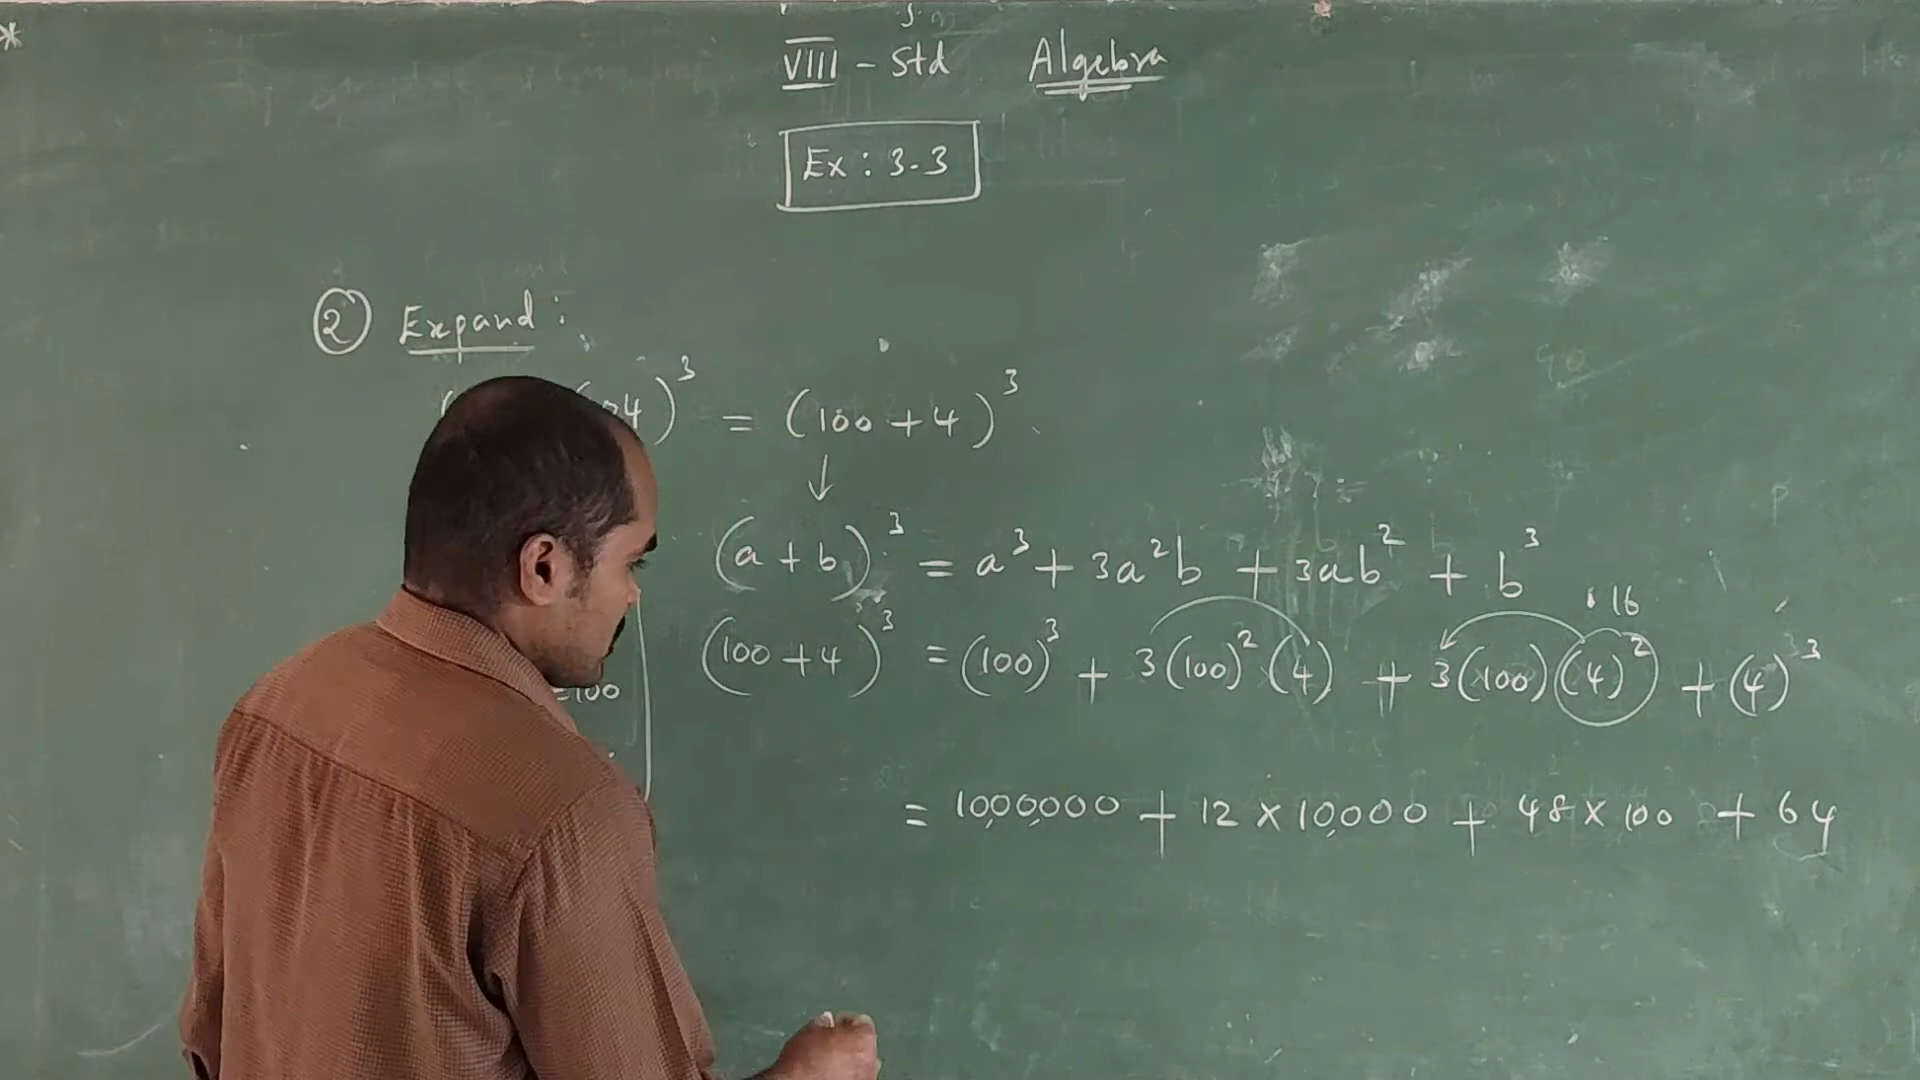 VIII - Std Algebra
Ex : 3.3
② Expand :
( 04)³ = (100 + 4)³
↓
(a + b)³ = a³ + 3a²b + 3ab² + b³
16
(100 + 4)³ = (100)³ + 3(100)²(4) + 3(100)(4)² + (4)³
=100
= 10,00,000 + 12 × 10,000 + 48 × 100 + 64